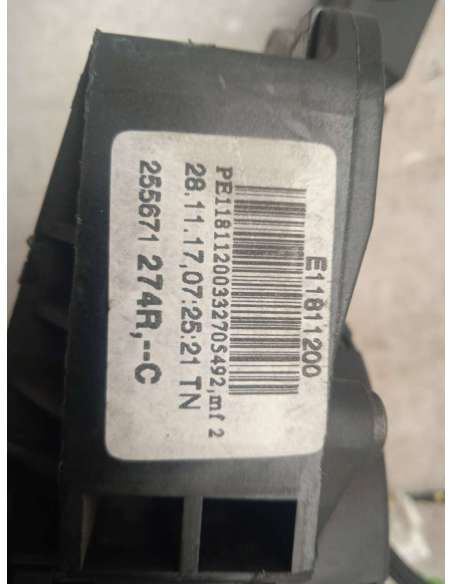 E11811200
PE11811200332705492,mf 2
28.11.17,07:25:21 TN
255671 274R,--C